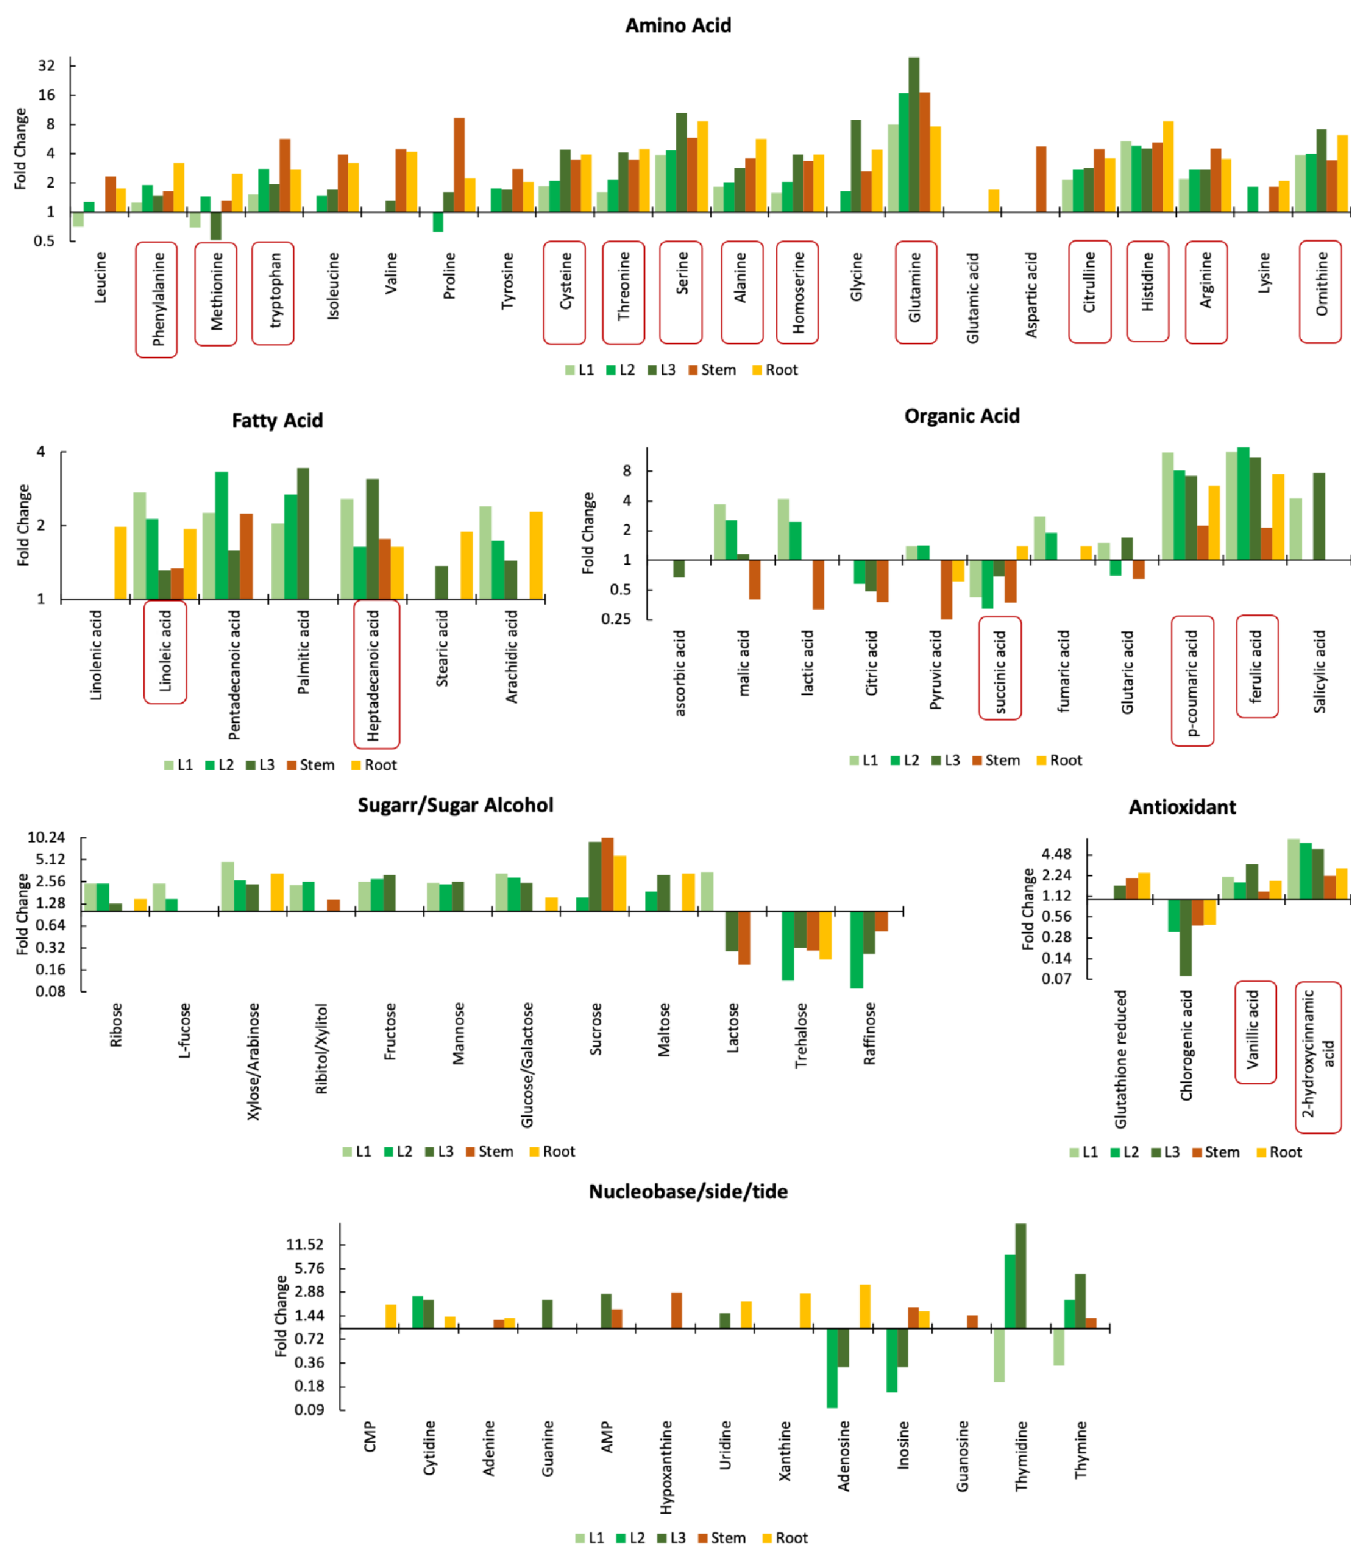 Amino Acid
Fold Change
32
16
8
4
2
1
0.5
Leucine
Phenylalanine
Methionine
tryptophan
Isoleucine
Valine
Proline
Tyrosine
Cysteine
Threonine
Serine
Alanine
Homoserine
Glycine
Glutamine
Glutamic acid
Aspartic acid
Citrulline
Histidine
Arginine
Lysine
Ornithine
L1 L2 L3 Stem Root
Fatty Acid
Fold Change
4
2
1
Linolenic acid
Linoleic acid
Pentadecanoic acid
Palmitic acid
Heptadecanoic acid
Stearic acid
Arachidic acid
L1 L2 L3 Stem Root
Organic Acid
Fold Change
8
4
2
1
0.5
0.25
ascorbic acid
malic acid
lactic acid
Citric acid
Pyruvic acid
succinic acid
fumaric acid
Glutaric acid
p-coumaric acid
ferulic acid
Salicylic acid
L1 L2 L3 Stem Root
Sugarr/Sugar Alcohol
Fold Change
10.24
5.12
2.56
1.28
0.64
0.32
0.16
0.08
Ribose
L-fucose
Xylose/Arabinose
Ribitol/Xylitol
Fructose
Mannose
Glucose/Galactose
Sucrose
Maltose
Lactose
Trehalose
Raffinose
L1 L2 L3 Stem Root
Antioxidant
Fold Change
4.48
2.24
1.12
0.56
0.28
0.14
0.07
Glutathione reduced
Chlorogenic acid
Vanillic acid
2-hydroxycinnamic
acid
L1 L2 L3 Stem Root
Nucleobase/side/tide
Fold Change
11.52
5.76
2.88
1.44
0.72
0.36
0.18
0.09
CMP
Cytidine
Adenine
Guanine
AMP
Hypoxanthine
Uridine
Xanthine
Adenosine
Inosine
Guanosine
Thymidine
Thymine
L1 L2 L3 Stem Root